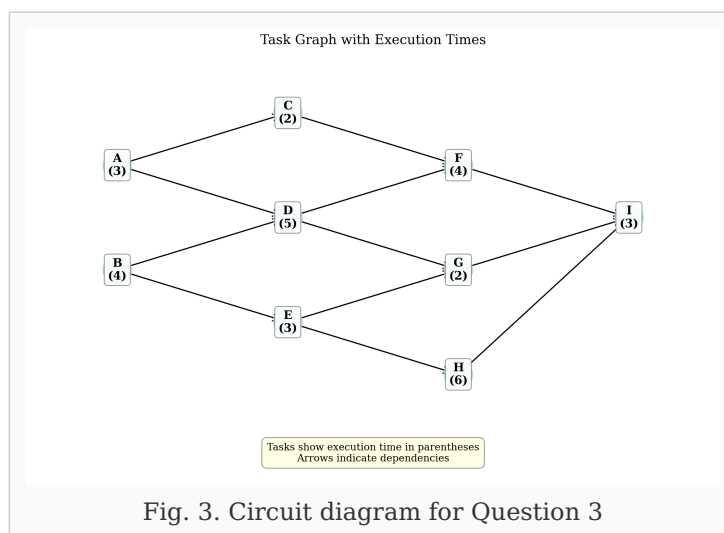 Task Graph with Execution Times
C
(2)
A
(3)
F
(4)
D
(5)
I
(3)
B
(4)
G
(2)
E
(3)
H
(6)
Tasks show execution time in parentheses
Arrows indicate dependencies
Fig. 3. Circuit diagram for Question 3